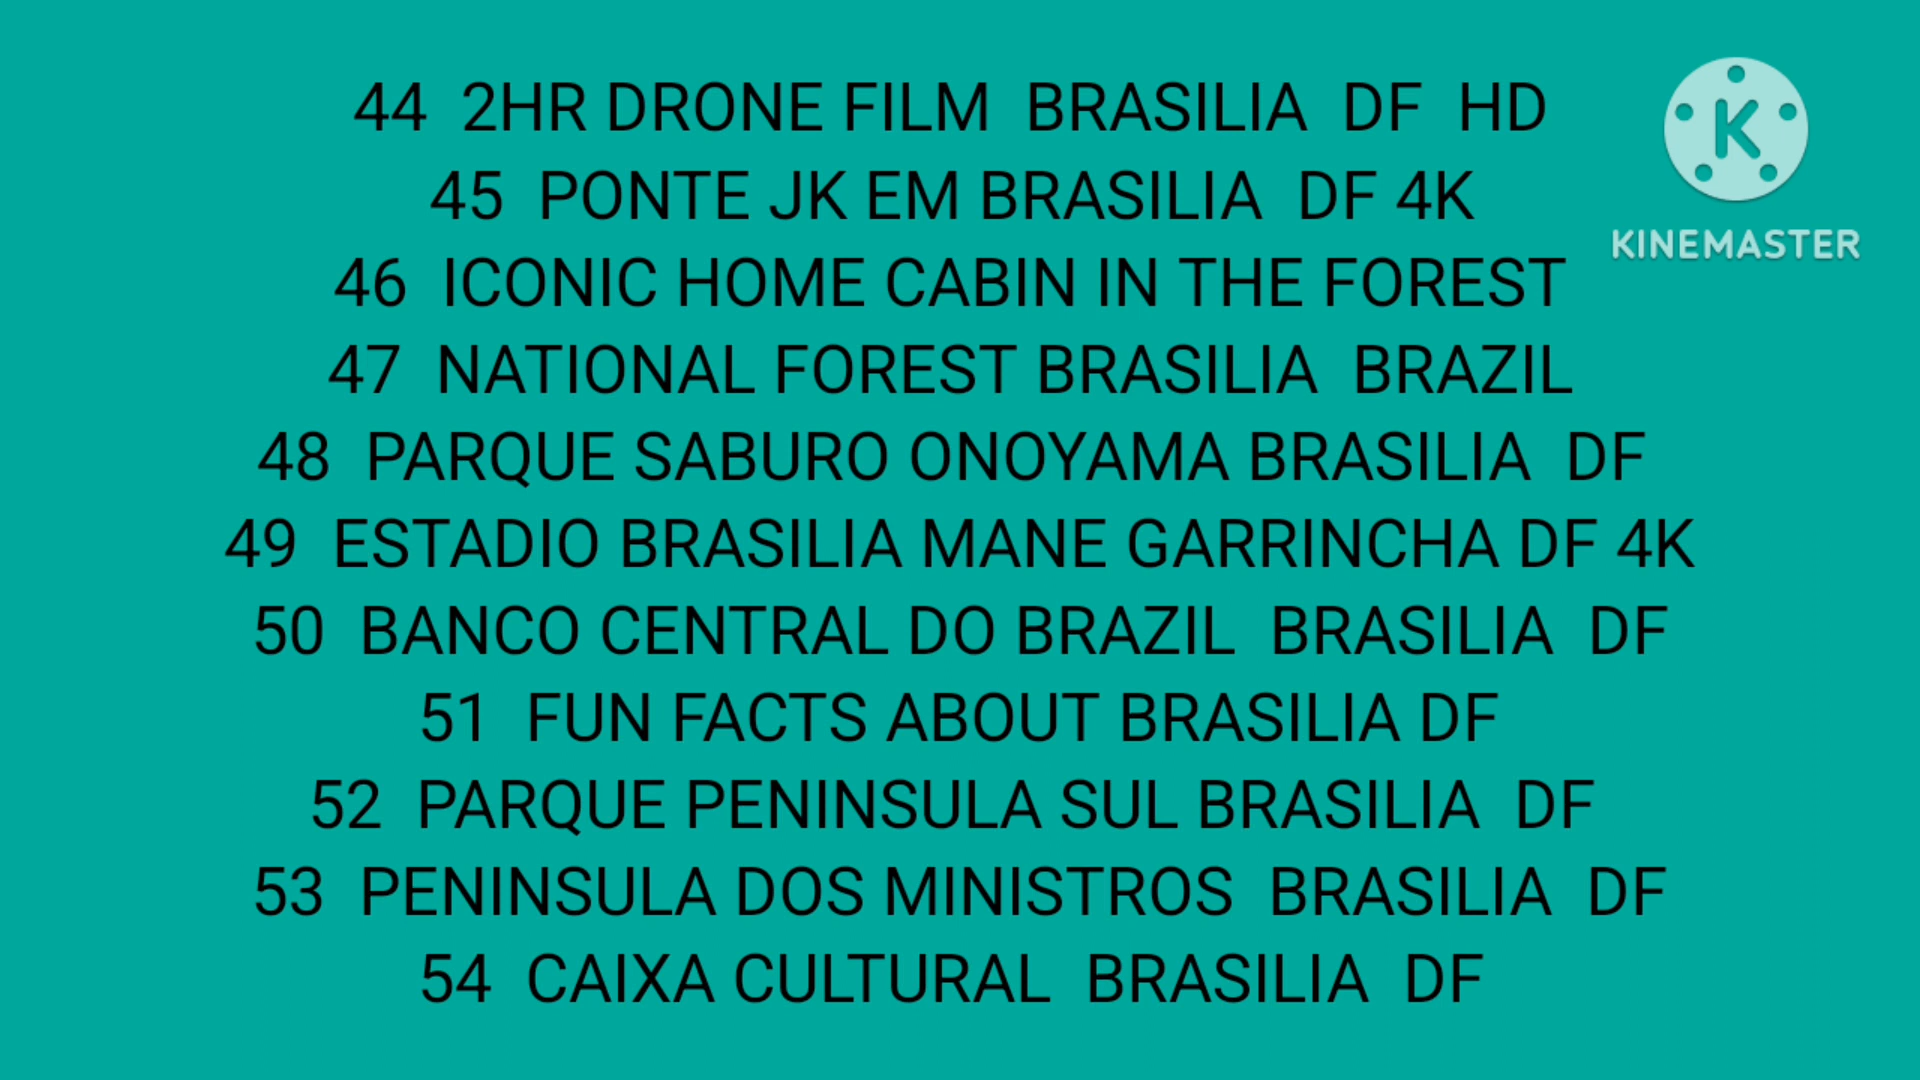 44 2HR DRONE FILM BRASILIA DF HD
45 PONTE JK EM BRASILIA DF 4K
46 ICONIC HOME CABIN IN THE FOREST
47 NATIONAL FOREST BRASILIA BRAZIL
48 PARQUE SABURO ONOYAMA BRASILIA DF
49 ESTADIO BRASILIA MANE GARRINCHA DF 4K
50 BANCO CENTRAL DO BRAZIL BRASILIA DF
51 FUN FACTS ABOUT BRASILIA DF
52 PARQUE PENINSULA SUL BRASILIA DF
53 PENINSULA DOS MINISTROS BRASILIA DF
54 CAIXA CULTURAL BRASILIA DF
K
KINEMASTER